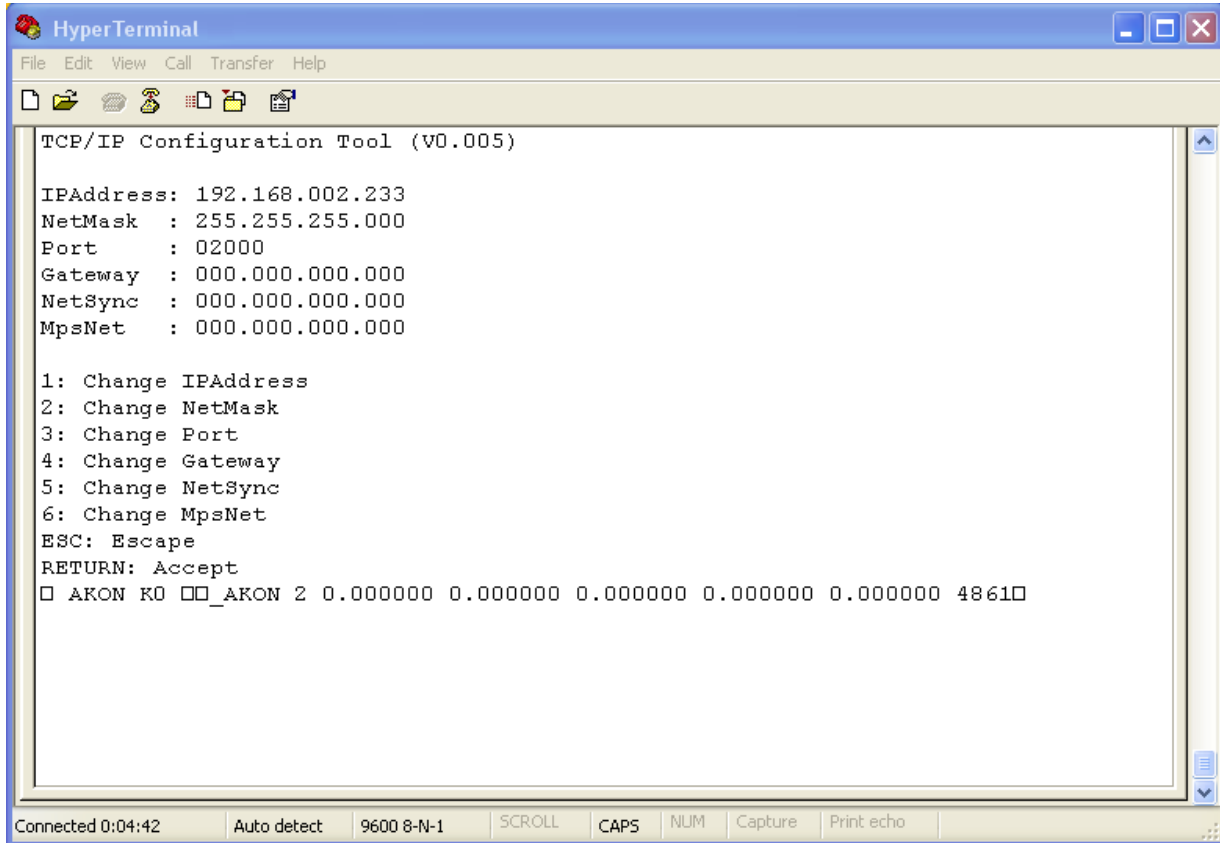 HyperTerminal
File Edit View Call Transfer Help
TCP/IP Configuration Tool (V0.005)
IPAddress: 192.168.002.233
NetMask : 255.255.255.000
Port : 02000
Gateway : 000.000.000.000
NetSync : 000.000.000.000
MpsNet : 000.000.000.000
1: Change IPAddress
2: Change NetMask
3: Change Port
4: Change Gateway
5: Change NetSync
6: Change MpsNet
ESC: Escape
RETURN: Accept
□ AKON K0 □□_AKON 2 0.000000 0.000000 0.000000 0.000000 0.000000 4861□
Connected 0:04:42 Auto detect 9600 8-N-1 SCROLL CAPS NUM Capture Print echo